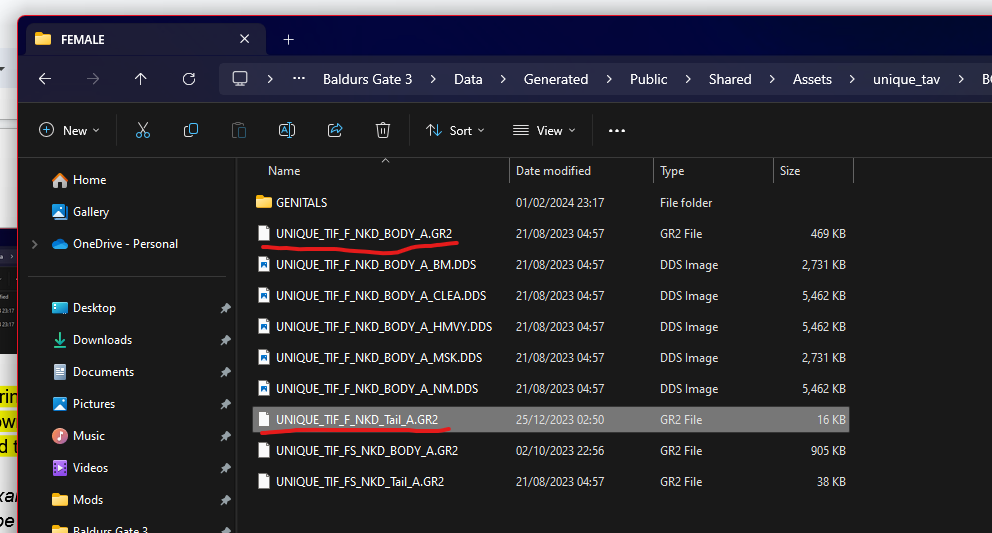 FEMALE
Baldurs Gate 3 > Data > Generated > Public > Shared > Assets > unique_tav >
New Sort View
Name Date modified Type Size
Home
Gallery
OneDrive - Personal
Desktop
Downloads
Documents
Pictures
Music
Videos
Mods
Baldurs Gate 3
GENITALS 01/02/2024 23:17 File folder
UNIQUE_TIF_F_NKD_BODY_A.GR2 21/08/2023 04:57 GR2 File 469 KB
UNIQUE_TIF_F_NKD_BODY_A_BM.DDS 21/08/2023 04:57 DDS Image 2,731 KB
UNIQUE_TIF_F_NKD_BODY_A_CLEA.DDS 21/08/2023 04:57 DDS Image 5,462 KB
UNIQUE_TIF_F_NKD_BODY_A_HMVY.DDS 21/08/2023 04:57 DDS Image 5,462 KB
UNIQUE_TIF_F_NKD_BODY_A_MSK.DDS 21/08/2023 04:57 DDS Image 2,731 KB
UNIQUE_TIF_F_NKD_BODY_A_NM.DDS 21/08/2023 04:57 DDS Image 5,462 KB
UNIQUE_TIF_F_NKD_Tail_A.GR2 25/12/2023 02:50 GR2 File 16 KB
UNIQUE_TIF_FS_NKD_BODY_A.GR2 02/10/2023 22:56 GR2 File 905 KB
UNIQUE_TIF_FS_NKD_Tail_A.GR2 21/08/2023 04:57 GR2 File 38 KB